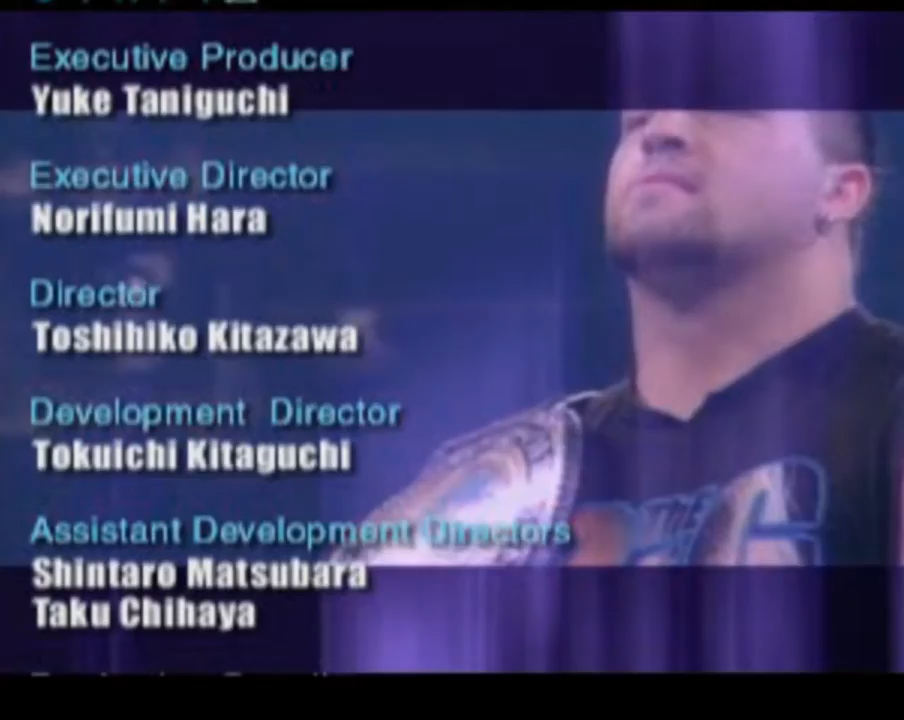 Executive Producer
Yuke Taniguchi
Executive Director
Norifumi Hara
Director
Toshihiko Kitazawa
Development Director
Tokuichi Kitaguchi
Assistant Development Directors
Shintaro Matsubara
Taku Chihaya
THE